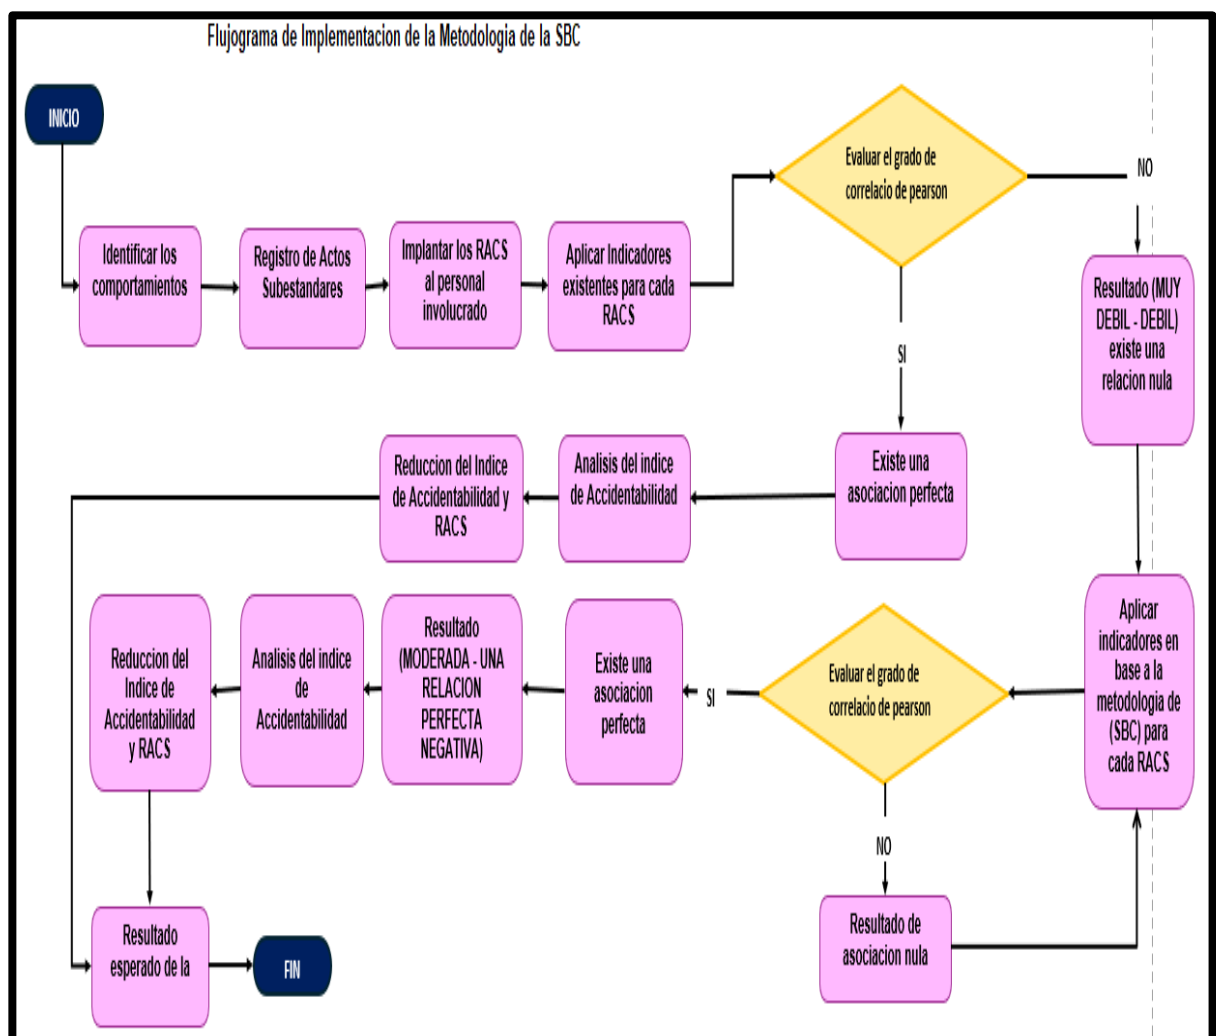 Flujograma de Implementacion de la Metodologia de la SBC
INICIO
Identificar los
comportamientos
Registro de Actos
Subestandares
Implantar los RACS
al personal
involucrado
Aplicar Indicadores
existentes para cada
RACS
Evaluar el grado de
correlacio de pearson
NO
Resultado (MUY
DEBIL - DEBIL)
existe una
relacion nula
SI
Existe una
asociacion perfecta
Analisis del indice
de Accidentabilidad
Reduccion del Indice
de Accidentabilidad y
RACS
Aplicar
indicadores en
base a la
metodologia de
(SBC) para
cada RACS
Evaluar el grado de
correlacio de pearson
SI
Existe una
asociacion
perfecta
Resultado
(MODERADA - UNA
RELACION
PERFECTA
NEGATIVA)
Analisis del indice
de
Accidentabilidad
Reduccion del
Indice de
Accidentabilidad
y RACS
NO
Resultado de
asociacion nula
Resultado
esperado de la
FIN